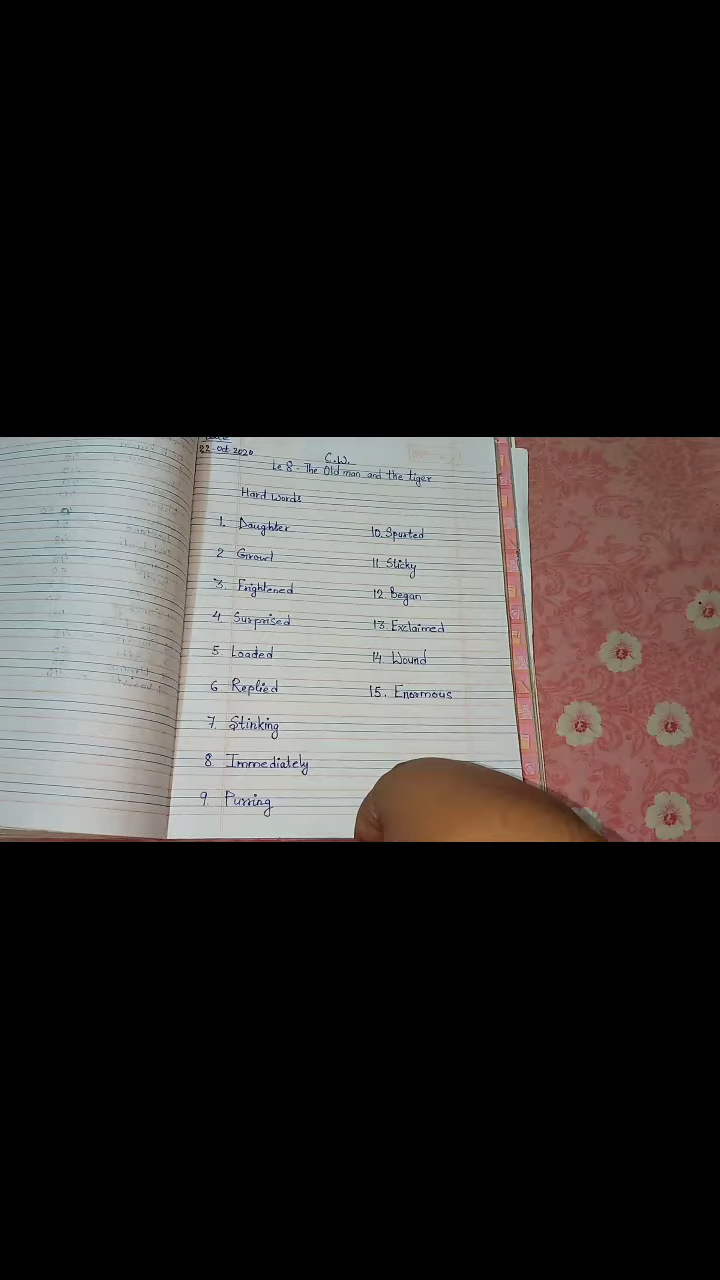 Date
22-Oct 2020
C.W.
Le 8 - The Old man and the tiger
Hard words
1. Daughter
2. Growl
3. Frightened
4. Surprised
5. Loaded
6. Replied
7. Stinking
8. Immediately
9. Purring
10. Spurted
11. Sticky
12. Began
13. Exclaimed
14. Wound
15. Enormous